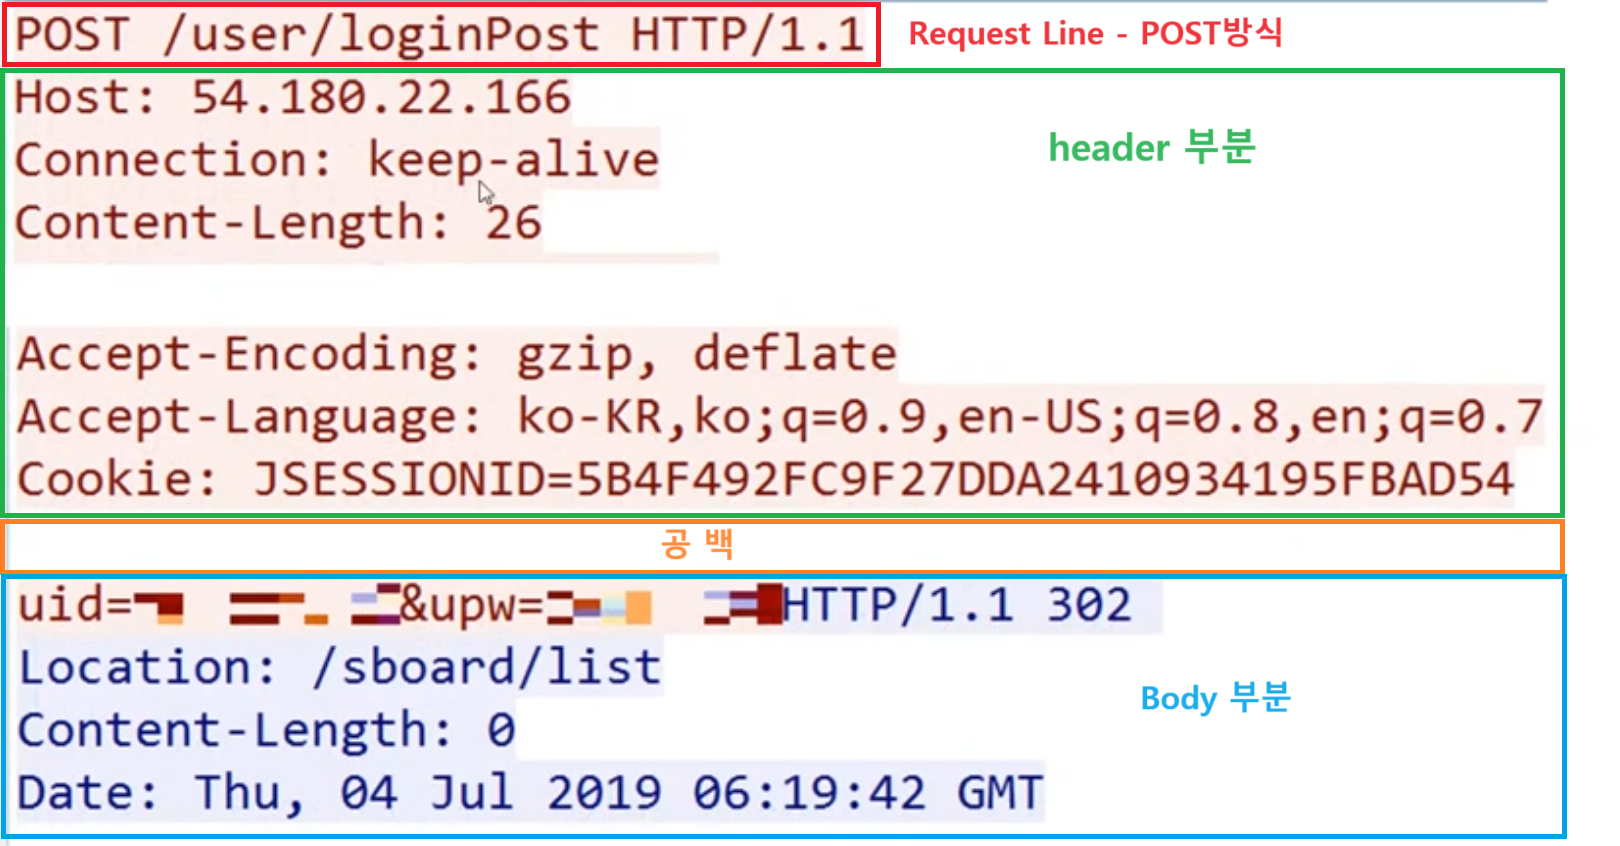 POST /user/loginPost HTTP/1.1 Request Line - POST방식
Host: 54.180.22.166
Connection: keep-alive
header 부분
Content-Length: 26
Accept-Encoding: gzip, deflate
Accept-Language: ko-KR,ko;q=0.9,en-US;q=0.8,en;q=0.7
Cookie: JSESSIONID=5B4F492FC9F27DDA2410934195FBAD54
공 백
uid= &upw= HTTP/1.1 302
Location: /sboard/list
Body 부분
Content-Length: 0
Date: Thu, 04 Jul 2019 06:19:42 GMT